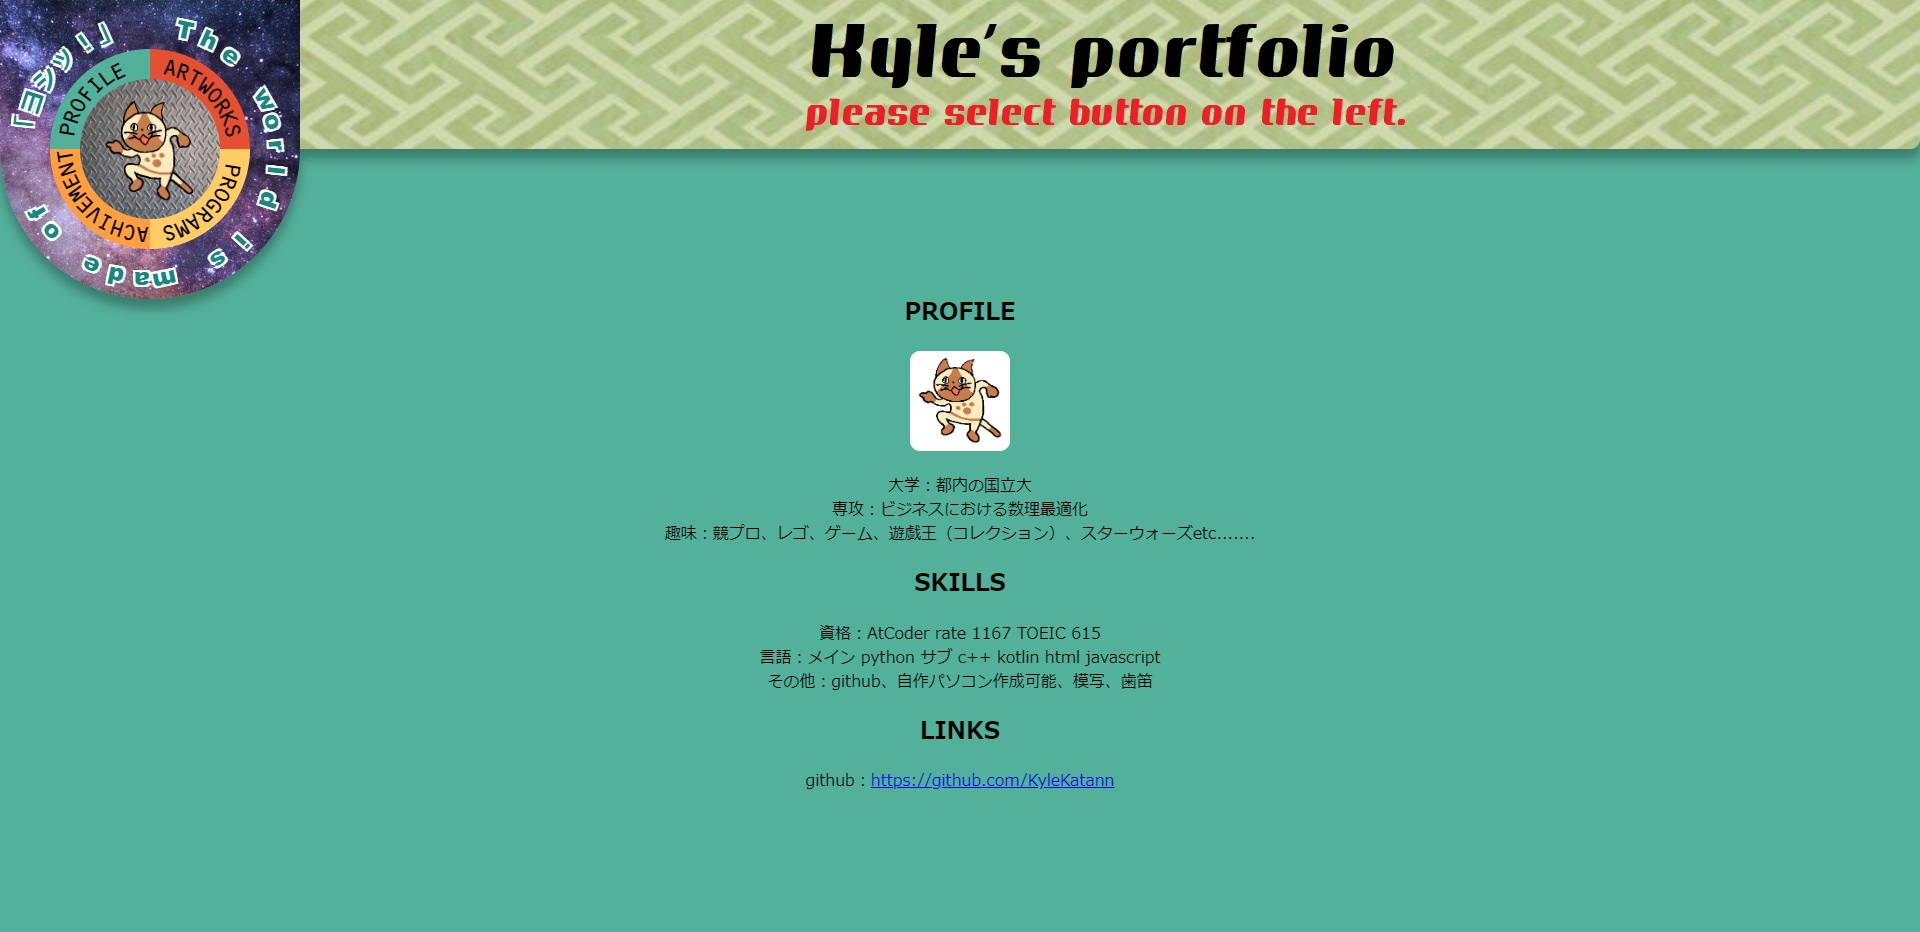 The world is made of 「ヨシッ！」
PROFILE
ARTWORKS
PROGRAMS
ACHIVEMENT
Kyle's portfolio
please select button on the left.
PROFILE
大学：都内の国立大
専攻：ビジネスにおける数理最適化
趣味：競プロ、レゴ、ゲーム、遊戯王（コレクション）、スターウォーズetc.......
SKILLS
資格：AtCoder rate 1167 TOEIC 615
言語：メイン python サブ c++ kotlin html javascript
その他：github、自作パソコン作成可能、模写、歯笛
LINKS
github：https://github.com/KyleKatann